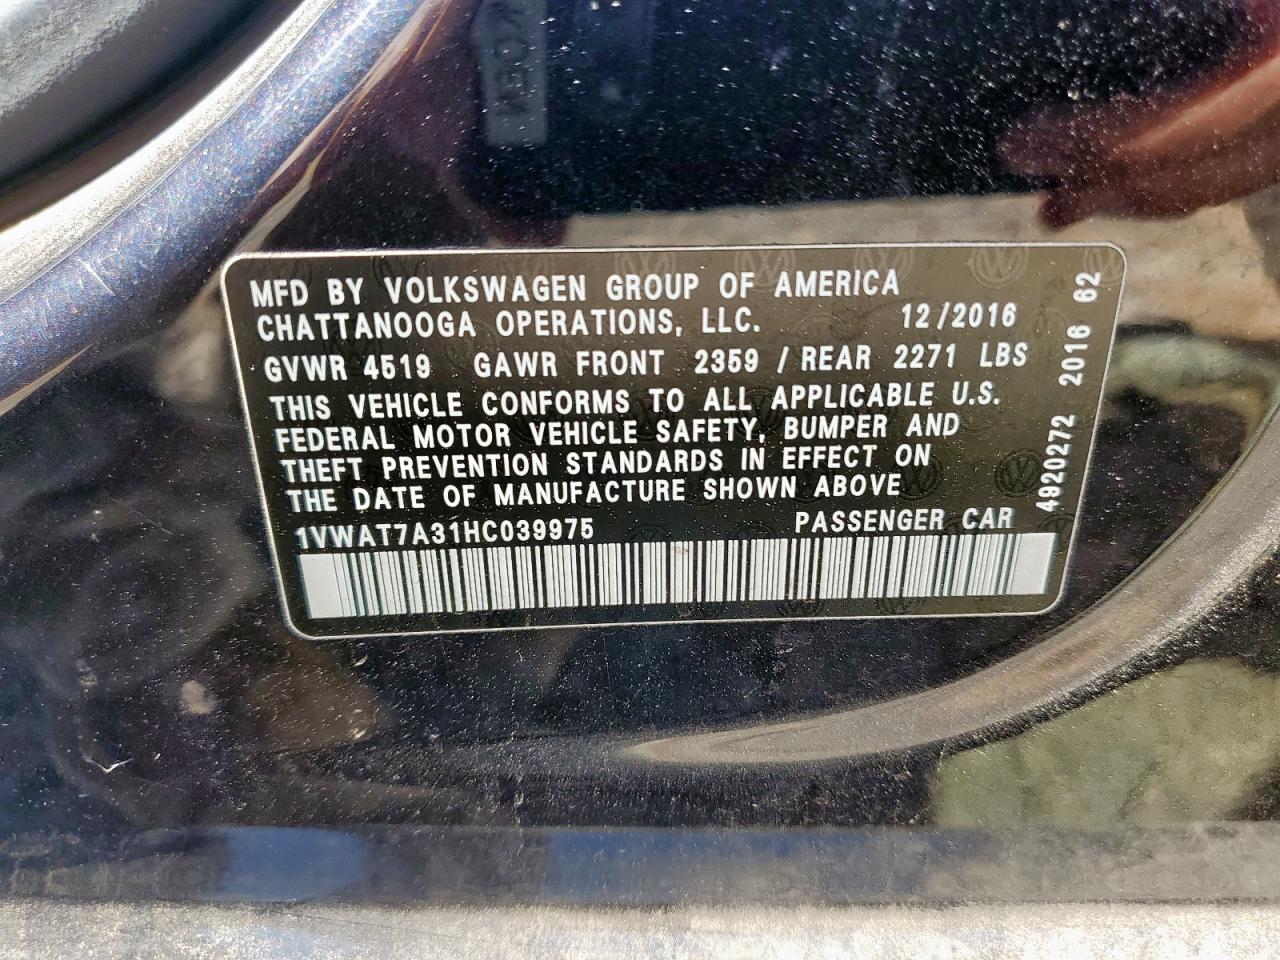 MFD BY VOLKSWAGEN GROUP OF AMERICA
CHATTANOOGA OPERATIONS, LLC. 12/2016
GVWR 4519 GAWR FRONT 2359 / REAR 2271 LBS
THIS VEHICLE CONFORMS TO ALL APPLICABLE U.S.
FEDERAL MOTOR VEHICLE SAFETY, BUMPER AND
THEFT PREVENTION STANDARDS IN EFFECT ON
THE DATE OF MANUFACTURE SHOWN ABOVE
1VWAT7A31HC039975 PASSENGER CAR
4920272 2016 62